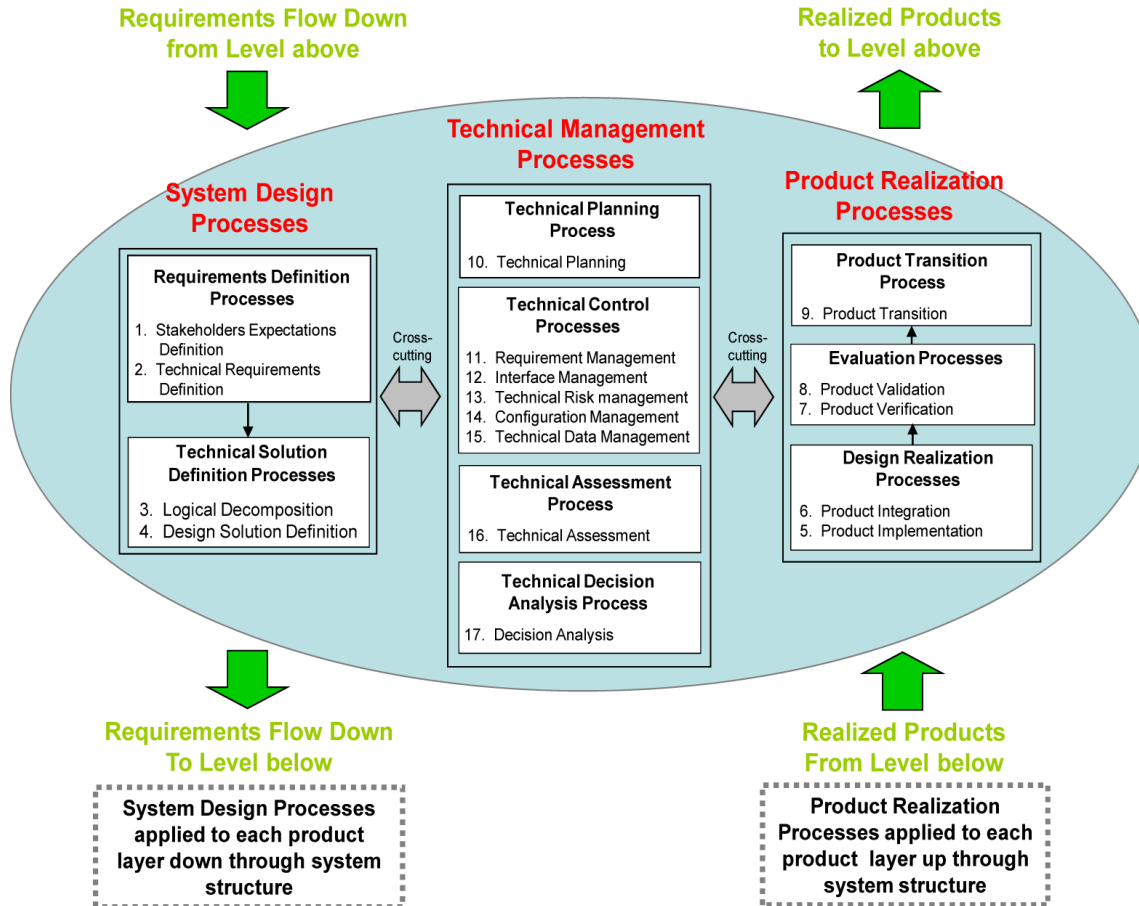 Requirements Flow Down
from Level above
Realized Products
to Level above
Technical Management
Processes
System Design
Processes
Product Realization
Processes
Requirements Definition
Processes
1. Stakeholders Expectations
Definition
2. Technical Requirements
Definition
Technical Solution
Definition Processes
3. Logical Decomposition
4. Design Solution Definition
Cross-
cutting
Technical Planning
Process
10. Technical Planning
Technical Control
Processes
11. Requirement Management
12. Interface Management
13. Technical Risk management
14. Configuration Management
15. Technical Data Management
Technical Assessment
Process
16. Technical Assessment
Technical Decision
Analysis Process
17. Decision Analysis
Cross-
cutting
Product Transition
Process
9. Product Transition
Evaluation Processes
8. Product Validation
7. Product Verification
Design Realization
Processes
6. Product Integration
5. Product Implementation
Requirements Flow Down
To Level below
Realized Products
From Level below
System Design Processes
applied to each product
layer down through system
structure
Product Realization
Processes applied to each
product layer up through
system structure